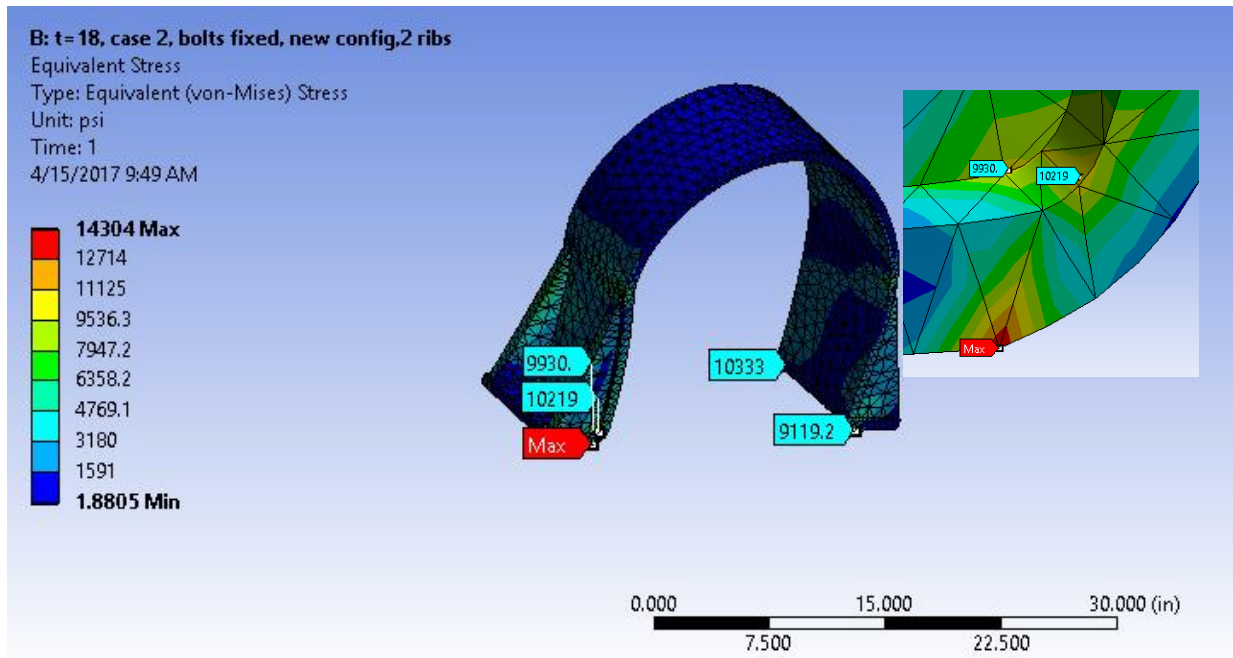 B: t=18, case 2, bolts fixed, new config,2 ribs
Equivalent Stress
Type: Equivalent (von-Mises) Stress
Unit: psi
Time: 1
4/15/2017 9:49 AM
14304 Max
12714
11125
9536.3
7947.2
6358.2
4769.1
3180
1591
1.8805 Min
9930.
10219
Max
10333
9119.2
9930.
10219
Max
0.000 15.000 30.000 (in)
7.500 22.500